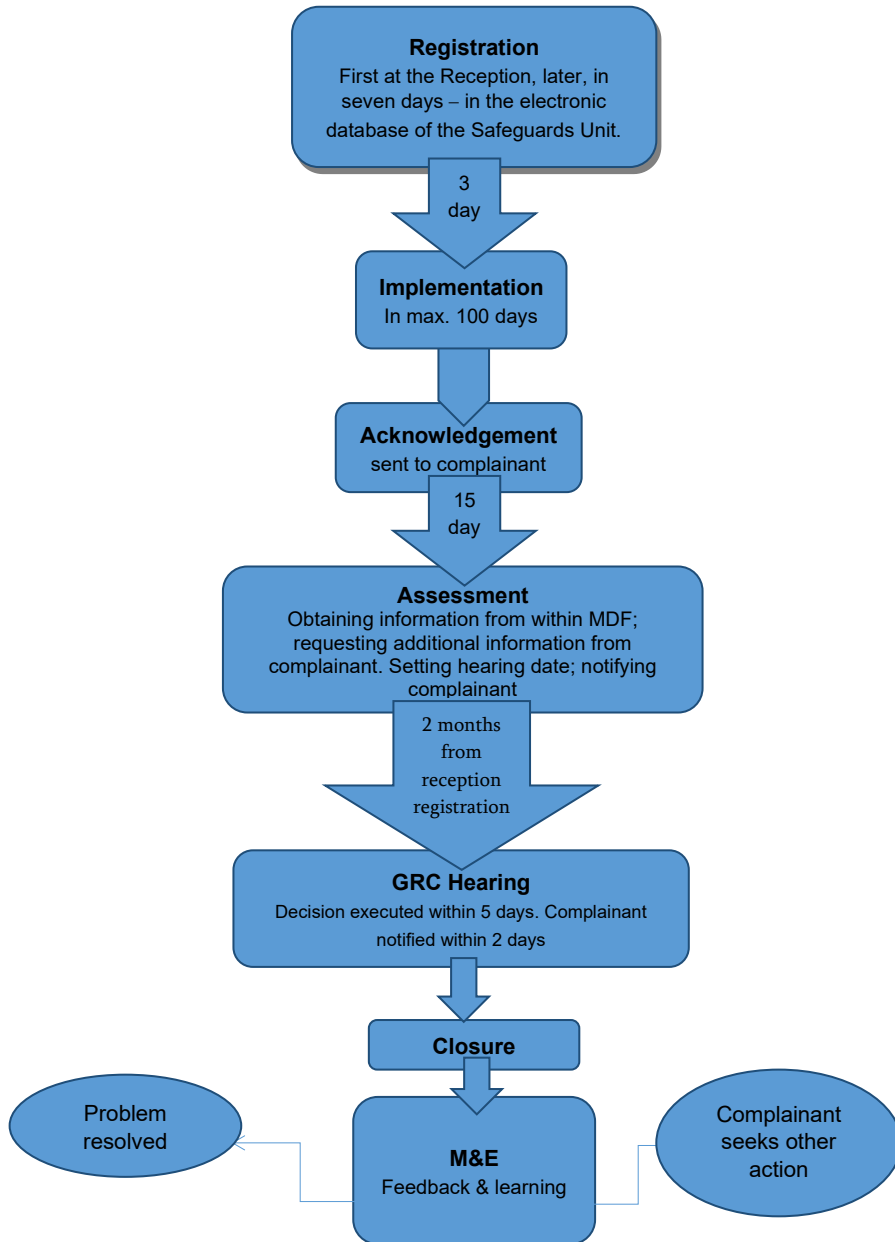 Registration
First at the Reception, later, in
seven days – in the electronic
database of the Safeguards Unit.
3
day
Implementation
In max. 100 days
Acknowledgement
sent to complainant
15
day
Assessment
Obtaining information from within MDF;
requesting additional information from
complainant. Setting hearing date; notifying
complainant
2 months
from
reception
registration
GRC Hearing
Decision executed within 5 days. Complainant
notified within 2 days
Closure
Problem
resolved
M&E
Feedback & learning
Complainant
seeks other
action